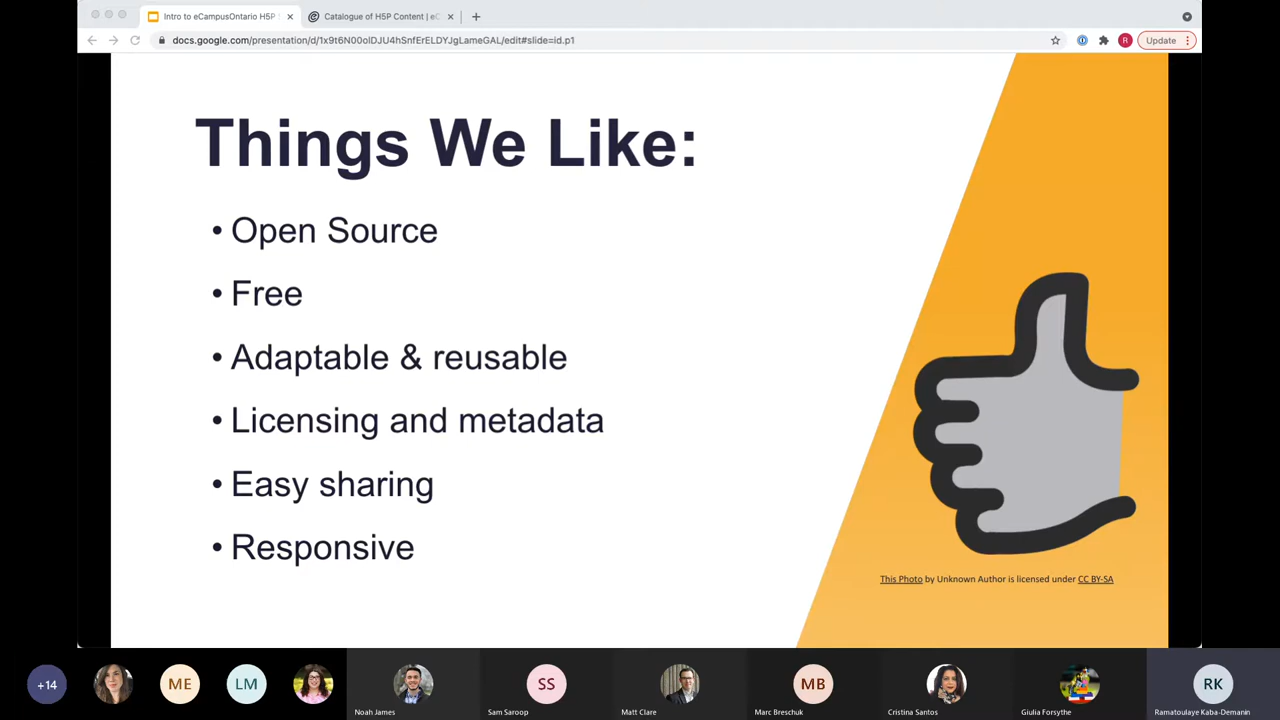 Intro to eCampusOntario H5P
Catalogue of H5P Content | eC
docs.google.com/presentation/d/1x9t6N00olDJU4hSnfErELDYJgLameGAL/edit#slide=id.p1
R
Update
Things We Like:
• Open Source
• Free
• Adaptable & reusable
• Licensing and metadata
• Easy sharing
• Responsive
This Photo by Unknown Author is licensed under CC BY-SA
+14
ME
LM
SS
MB
RK
Noah James
Sam Saroop
Matt Clare
Marc Breschuk
Cristina Santos
Giulia Forsythe
Ramatoulaye Kaba-Demanin